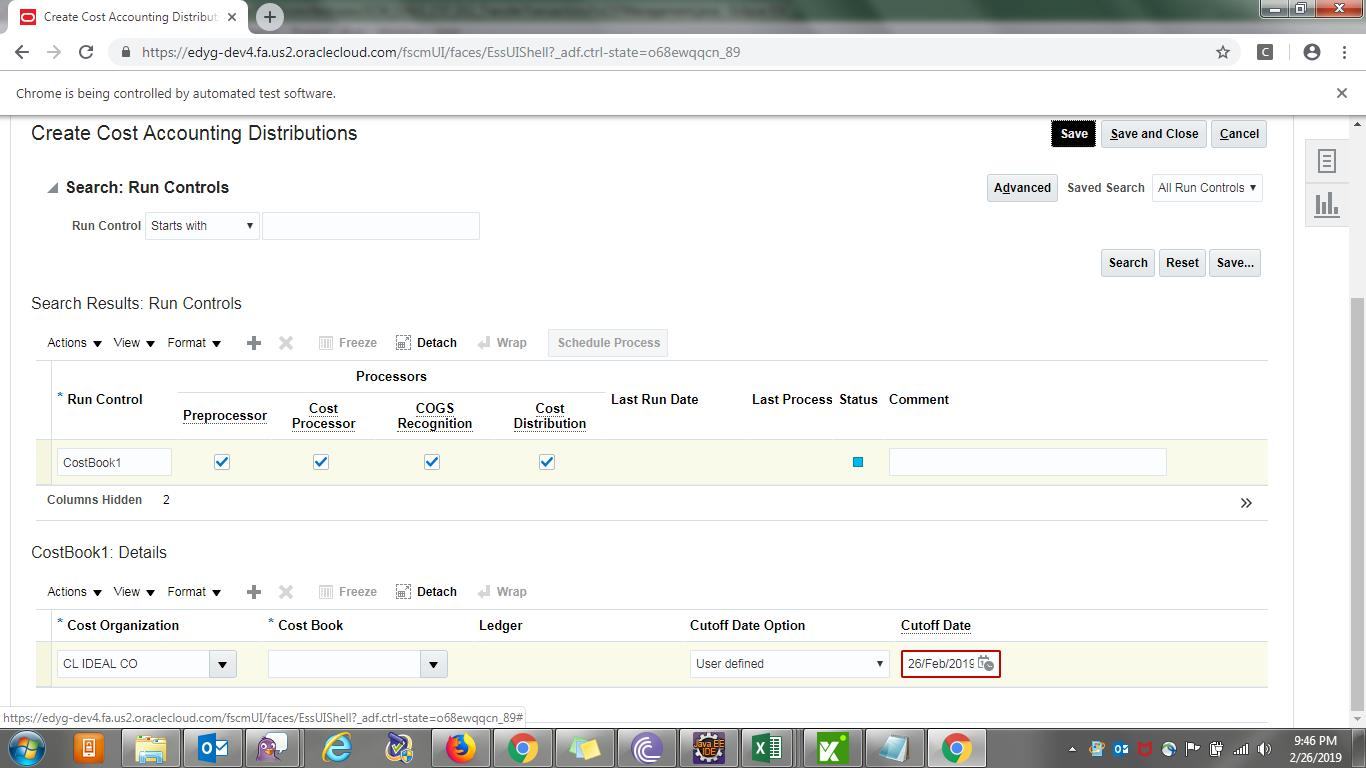 Create Cost Accounting Distribut
https://edyg-dev4.fa.us2.oraclecloud.com/fscmUI/faces/EssUIShell?_adf.ctrl-state=o68ewqqcn_89
C
Chrome is being controlled by automated test software.
Create Cost Accounting Distributions
Save Save and Close Cancel
Search: Run Controls
Advanced Saved Search All Run Controls
Run Control Starts with
Search Reset Save...
Search Results: Run Controls
Actions View Format Freeze Detach Wrap Schedule Process
Processors
* Run Control Preprocessor Cost Processor COGS Recognition Cost Distribution Last Run Date Last Process Status Comment
CostBook1
Columns Hidden 2
CostBook1: Details
Actions View Format Freeze Detach Wrap
* Cost Organization * Cost Book Ledger Cutoff Date Option Cutoff Date
CL IDEAL CO User defined 26/Feb/2019
https://edyg-dev4.fa.us2.oraclecloud.com/fscmUI/faces/EssUIShell?_adf.ctrl-state=o68ewqqcn_89#
Java EE
IDE
9:46 PM
2/26/2019